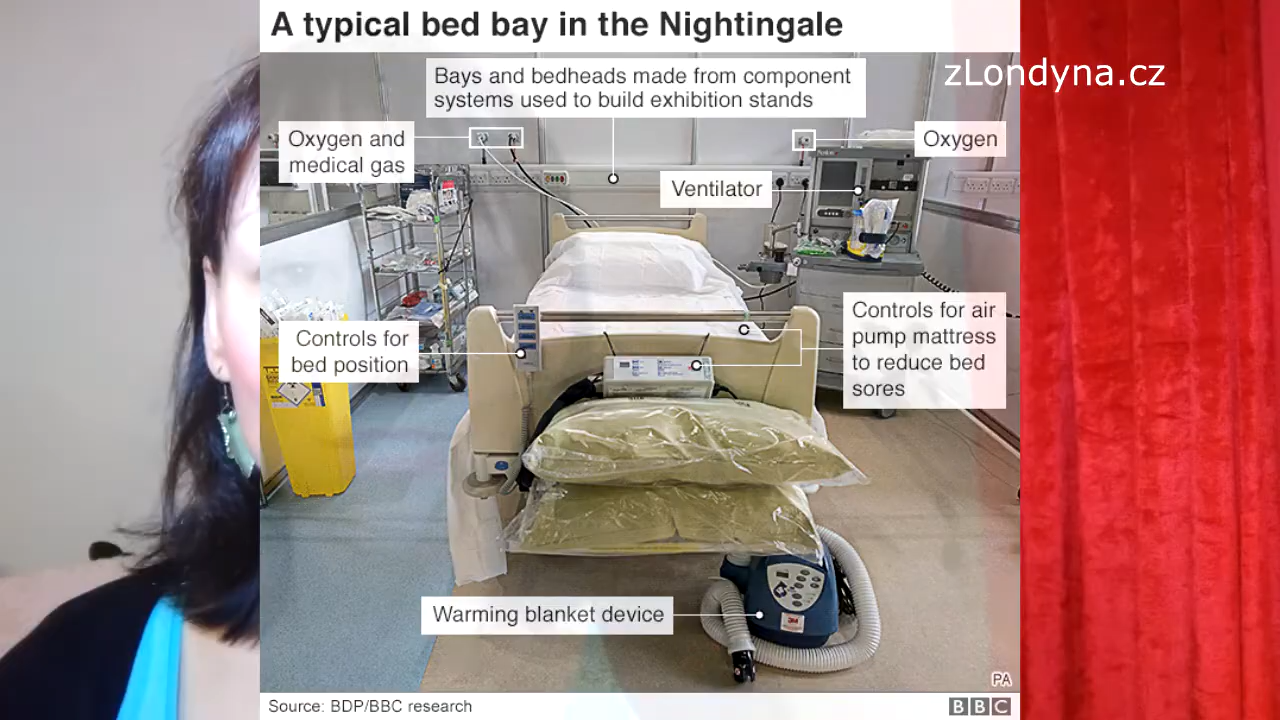 A typical bed bay in the Nightingale
zLondyna.cz
Bays and bedheads made from component
systems used to build exhibition stands
Oxygen and
medical gas
Oxygen
Ventilator
Controls for
bed position
Controls for air
pump mattress
to reduce bed
sores
Warming blanket device
3M
PA
Source: BDP/BBC research
BBC